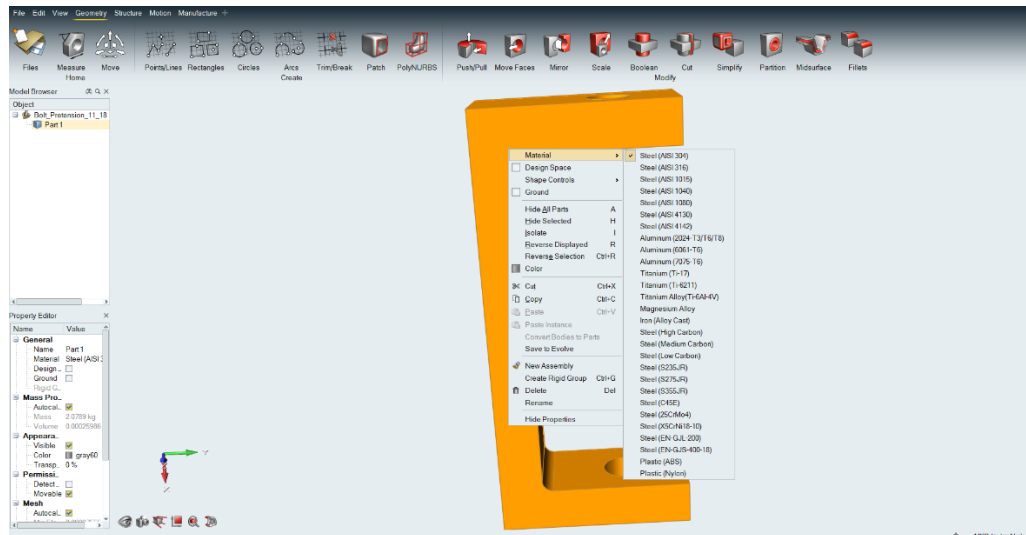 File Edit View Geometry Structure Motion Manufacture +
Files Measure Move Points/Lines Rectangles Circles Arcs Trim/Break Patch PolyNURBS Push/Pull Move Faces Mirror Scale Boolean Cut Simplify Partition Midsurface Fillets
Home Create Modify
Model Browser
Object
Bolt_Pretension_11_18
Part 1
Material
Design Space
Shape Controls
Ground
Hide All Parts A
Hide Selected H
Isolate I
Reverse Displayed R
Reverse Selection Ctrl+R
Color
Cut Ctrl+X
Copy Ctrl+C
Paste Ctrl+V
Paste Instance
Convert Bodies to Parts
Save to Evolve
New Assembly
Create Rigid Group Ctrl+G
Delete Del
Rename
Hide Properties
Steel (AISI 304)
Steel (AISI 316)
Steel (AISI 1015)
Steel (AISI 1040)
Steel (AISI 1080)
Steel (AISI 4130)
Steel (AISI 4142)
Aluminum (2024-T3/T6/T8)
Aluminum (6061-T6)
Aluminum (7075-T6)
Titanium (Ti-17)
Titanium (Ti-6211)
Titanium Alloy(Ti-6Al-4V)
Magnesium Alloy
Iron (Alloy Cast)
Steel (High Carbon)
Steel (Medium Carbon)
Steel (Low Carbon)
Steel (S235JR)
Steel (S275JR)
Steel (S355JR)
Steel (C45E)
Steel (25CrMo4)
Steel (X5CrNi18-10)
Steel (EN-GJL-200)
Steel (EN-GJS-400-18)
Plastic (ABS)
Plastic (Nylon)
Property Editor
Name Value
General
Name Part 1
Material Steel (AISI 3
Design...
Ground
Rigid G...
Mass Pro...
Autocal...
Mass 2.0789 kg
Volume 0.00025986
Appeara...
Visible
Color gray60
Transp... 0 %
Permissi...
Detect...
Movable
Mesh
Autocal...
Y
X